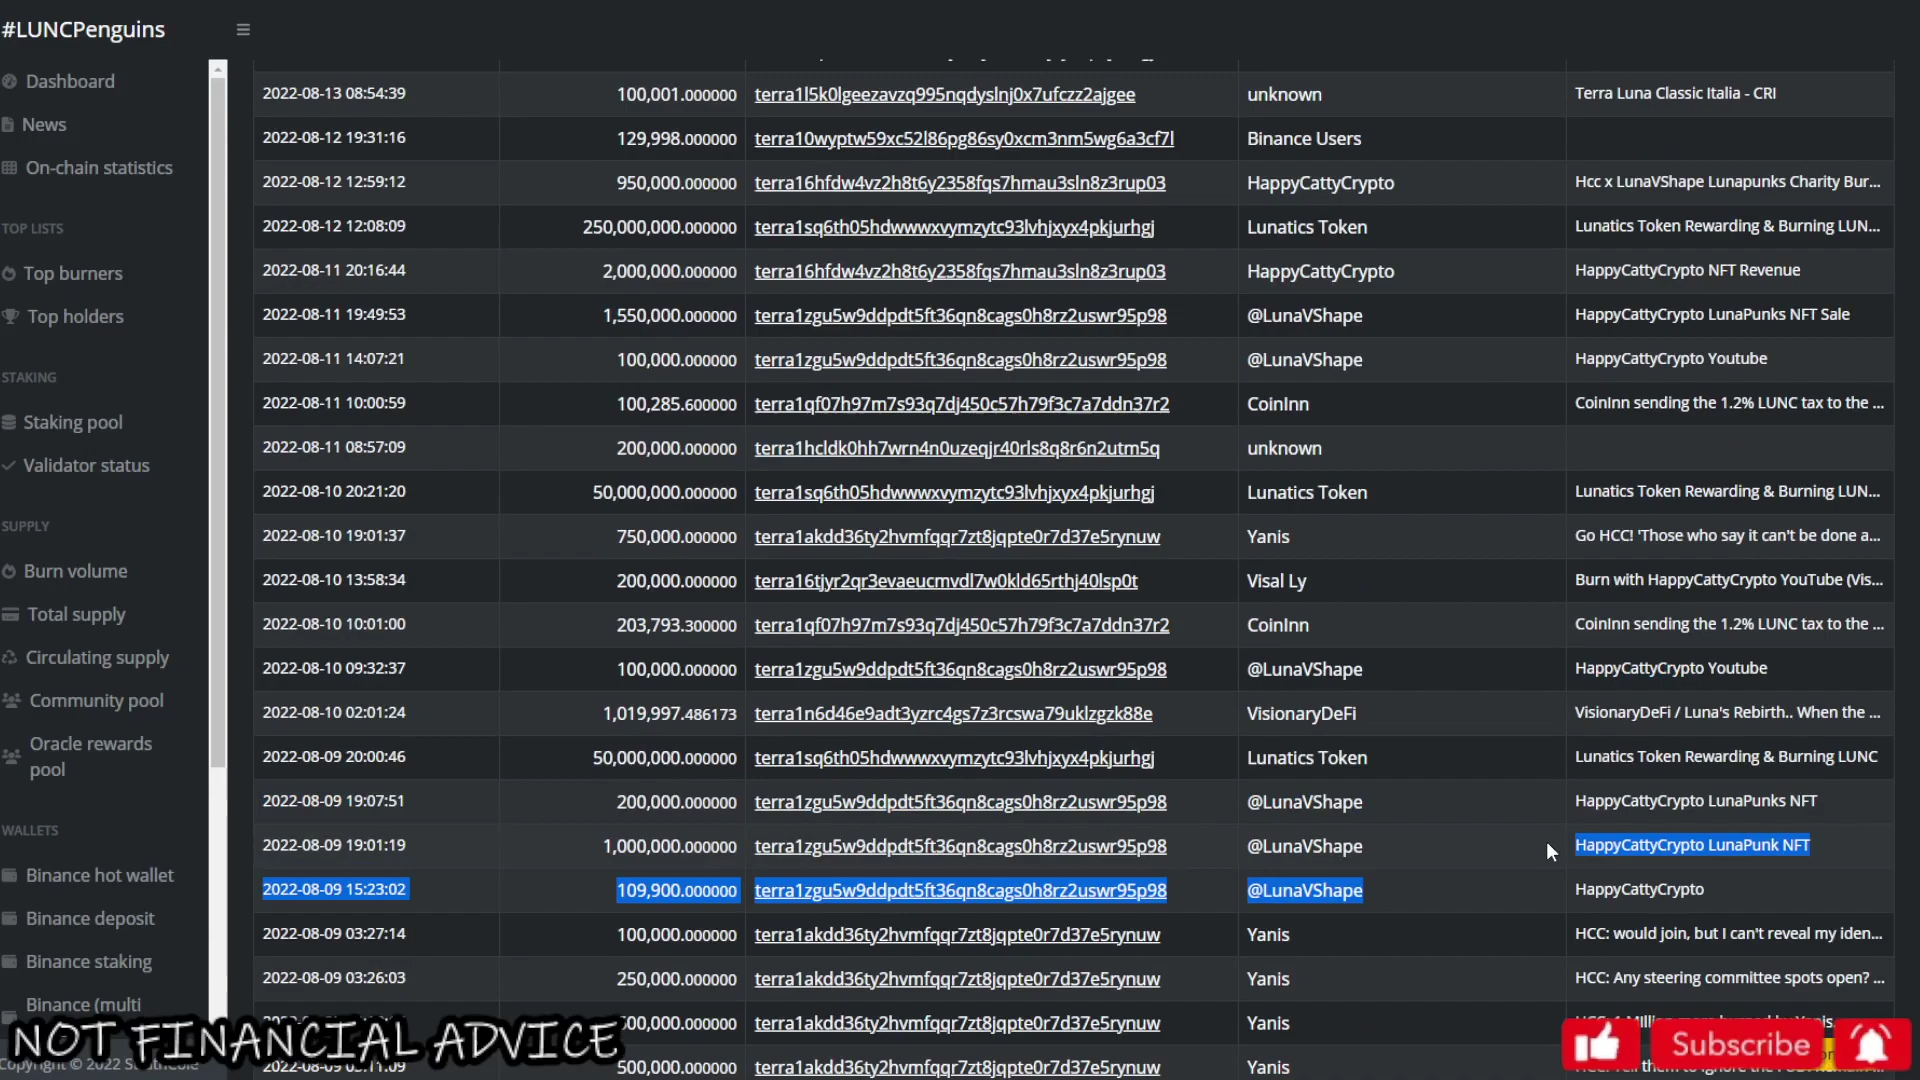 #LUNCPenguins
Dashboard
News
On-chain statistics
TOP LISTS
Top burners
Top holders
STAKING
Staking pool
Validator status
SUPPLY
Burn volume
Total supply
Circulating supply
Community pool
Oracle rewards
pool
WALLETS
Binance hot wallet
Binance deposit
Binance staking
Binance (multi
2022-08-13 08:54:39 100,001.000000 terra1l5k0lgeezavzq995nqdyslnj0x7ufczz2ajgee unknown Terra Luna Classic Italia - CRI
2022-08-12 19:31:16 129,998.000000 terra10wyptw59xc52l86pg86sy0xcm3nm5wg6a3cf7l Binance Users
2022-08-12 12:59:12 950,000.000000 terra16hfdw4vz2h8t6y2358fqs7hmau3sln8z3rup03 HappyCattyCrypto Hcc x LunaVShape Lunapunks Charity Bur...
2022-08-12 12:08:09 250,000,000.000000 terra1sq6th05hdwwwxvymzytc93lvhjxyx4pkjurhgj Lunatics Token Lunatics Token Rewarding & Burning LUN...
2022-08-11 20:16:44 2,000,000.000000 terra16hfdw4vz2h8t6y2358fqs7hmau3sln8z3rup03 HappyCattyCrypto HappyCattyCrypto NFT Revenue
2022-08-11 19:49:53 1,550,000.000000 terra1zgu5w9ddpdt5ft36qn8cags0h8rz2uswr95p98 @LunaVShape HappyCattyCrypto LunaPunks NFT Sale
2022-08-11 14:07:21 100,000.000000 terra1zgu5w9ddpdt5ft36qn8cags0h8rz2uswr95p98 @LunaVShape HappyCattyCrypto Youtube
2022-08-11 10:00:59 100,285.600000 terra1qf07h97m7s93q7dj450c57h79f3c7a7ddn37r2 CoinInn CoinInn sending the 1.2% LUNC tax to the ...
2022-08-11 08:57:09 200,000.000000 terra1hcldk0hh7wrn4n0uzeqjr40rls8q8r6n2utm5q unknown
2022-08-10 20:21:20 50,000,000.000000 terra1sq6th05hdwwwxvymzytc93lvhjxyx4pkjurhgj Lunatics Token Lunatics Token Rewarding & Burning LUN...
2022-08-10 19:01:37 750,000.000000 terra1akdd36ty2hvmfqqr7zt8jqpte0r7d37e5rynuw Yanis Go HCC! 'Those who say it can't be done a...
2022-08-10 13:58:34 200,000.000000 terra16tjyr2qr3evaeucmvdl7w0kld65rthj40lsp0t Visal Ly Burn with HappyCattyCrypto YouTube (Vis...
2022-08-10 10:01:00 203,793.300000 terra1qf07h97m7s93q7dj450c57h79f3c7a7ddn37r2 CoinInn CoinInn sending the 1.2% LUNC tax to the ...
2022-08-10 09:32:37 100,000.000000 terra1zgu5w9ddpdt5ft36qn8cags0h8rz2uswr95p98 @LunaVShape HappyCattyCrypto Youtube
2022-08-10 02:01:24 1,019,997.486173 terra1n6d46e9adt3yzrc4gs7z3rcswa79uklzgzk88e VisionaryDeFi VisionaryDeFi / Luna's Rebirth.. When the ...
2022-08-09 20:00:46 50,000,000.000000 terra1sq6th05hdwwwxvymzytc93lvhjxyx4pkjurhgj Lunatics Token Lunatics Token Rewarding & Burning LUNC
2022-08-09 19:07:51 200,000.000000 terra1zgu5w9ddpdt5ft36qn8cags0h8rz2uswr95p98 @LunaVShape HappyCattyCrypto LunaPunks NFT
2022-08-09 19:01:19 1,000,000.000000 terra1zgu5w9ddpdt5ft36qn8cags0h8rz2uswr95p98 @LunaVShape HappyCattyCrypto LunaPunk NFT
2022-08-09 15:23:02 109,900.000000 terra1zgu5w9ddpdt5ft36qn8cags0h8rz2uswr95p98 @LunaVShape HappyCattyCrypto
2022-08-09 03:27:14 100,000.000000 terra1akdd36ty2hvmfqqr7zt8jqpte0r7d37e5rynuw Yanis HCC: would join, but I can't reveal my iden...
2022-08-09 03:26:03 250,000.000000 terra1akdd36ty2hvmfqqr7zt8jqpte0r7d37e5rynuw Yanis HCC: Any steering committee spots open? ...
terra1akdd36ty2hvmfqqr7zt8jqpte0r7d37e5rynuw Yanis
500,000.000000 terra1akdd36ty2hvmfqqr7zt8jqpte0r7d37e5rynuw Yanis
NOT FINANCIAL ADVICE
Copyright © 2022
Subscribe